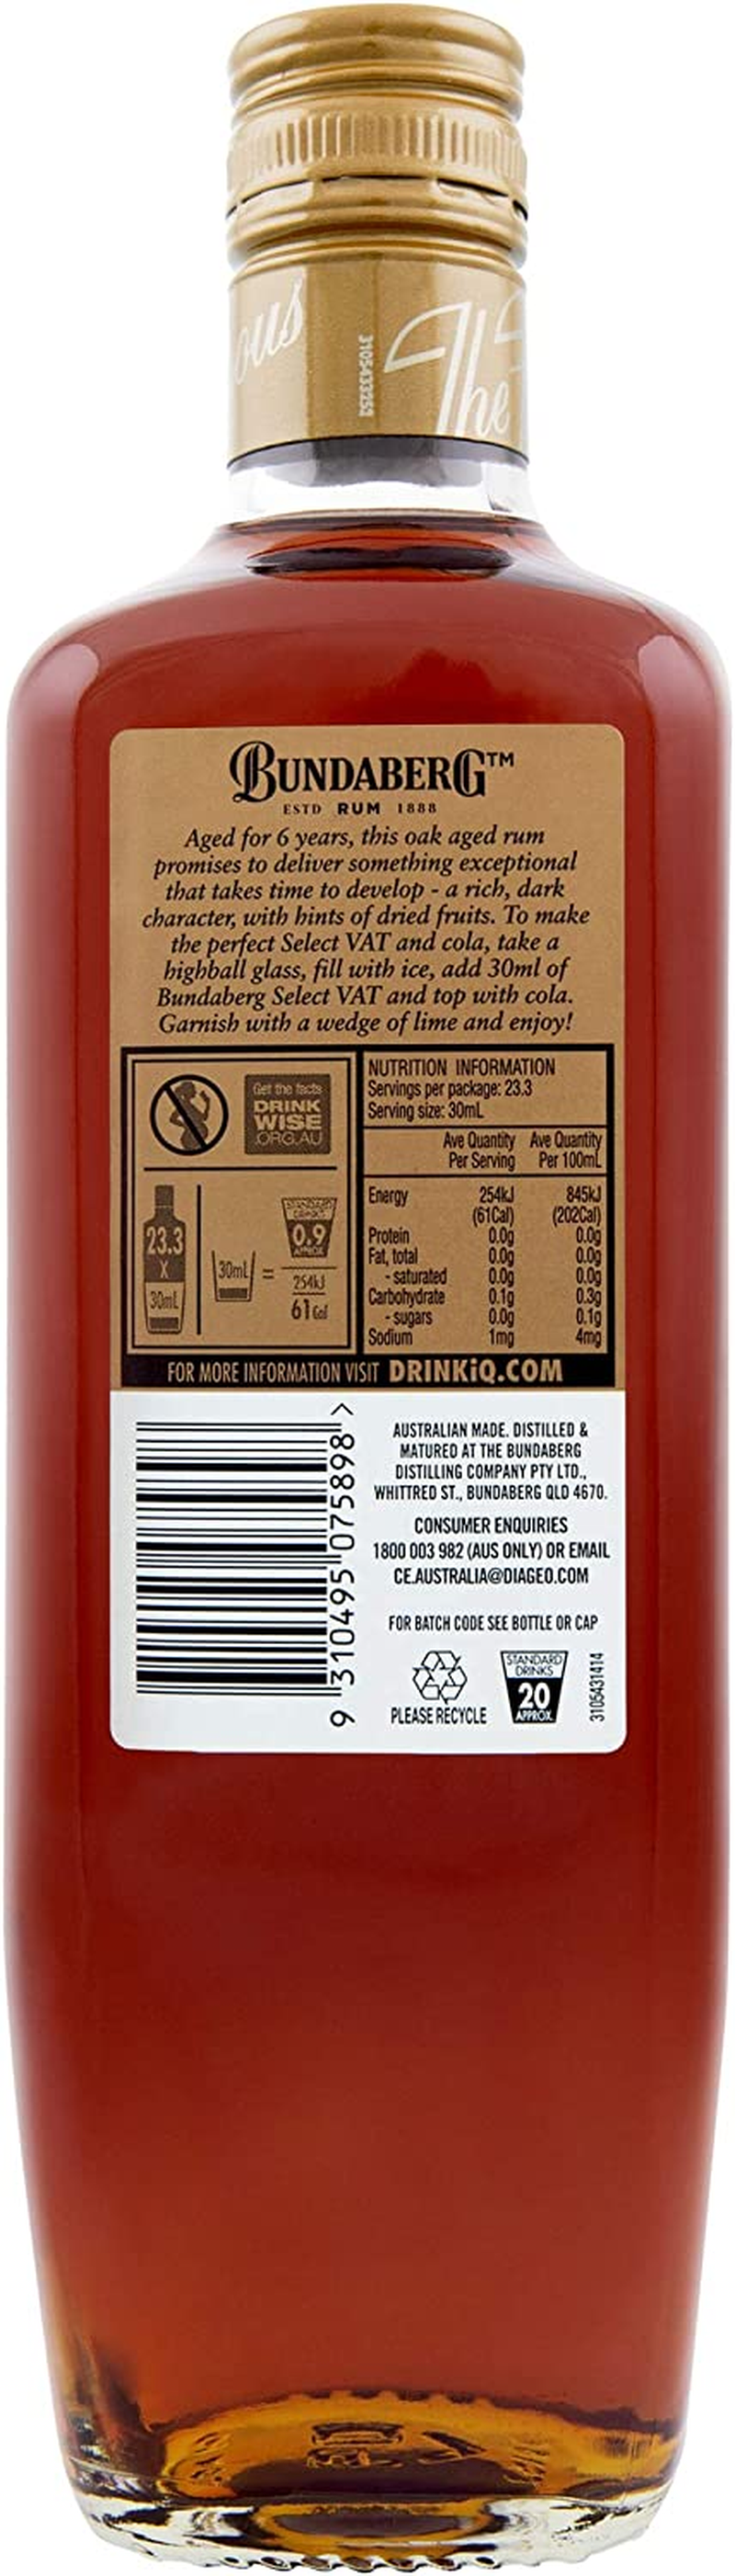 ous
The
3105433252
BUNDABERG™
ESTD RUM 1888
Aged for 6 years, this oak aged rum
promises to deliver something exceptional
that takes time to develop - a rich, dark
character, with hints of dried fruits. To make
the perfect Select VAT and cola, take a
highball glass, fill with ice, add 30ml of
Bundaberg Select VAT and top with cola.
Garnish with a wedge of lime and enjoy!
Get the facts
DRINK
WISE
.ORG.AU
23.3
X
30mL
30mL
=
STANDARD
DRINKS
0.9
APPROX.
254kJ
61Cal
NUTRITION INFORMATION
Servings per package: 23.3
Serving size: 30mL
Ave Quantity Ave Quantity
Per Serving Per 100mL
Energy 254kJ 845kJ
(61Cal) (202Cal)
Protein 0.0g 0.0g
Fat, total 0.0g 0.0g
- saturated 0.0g 0.0g
Carbohydrate 0.1g 0.3g
- sugars 0.0g 0.1g
Sodium 1mg 4mg
FOR MORE INFORMATION VISIT DRINKiQ.COM
9 310495 075898 >
AUSTRALIAN MADE. DISTILLED &
MATURED AT THE BUNDABERG
DISTILLING COMPANY PTY LTD.,
WHITTRED ST., BUNDABERG QLD 4670.
CONSUMER ENQUIRIES
1800 003 982 (AUS ONLY) OR EMAIL
CE.AUSTRALIA@DIAGEO.COM
FOR BATCH CODE SEE BOTTLE OR CAP
PLEASE RECYCLE
STANDARD
DRINKS
20
APPROX.
3105431414